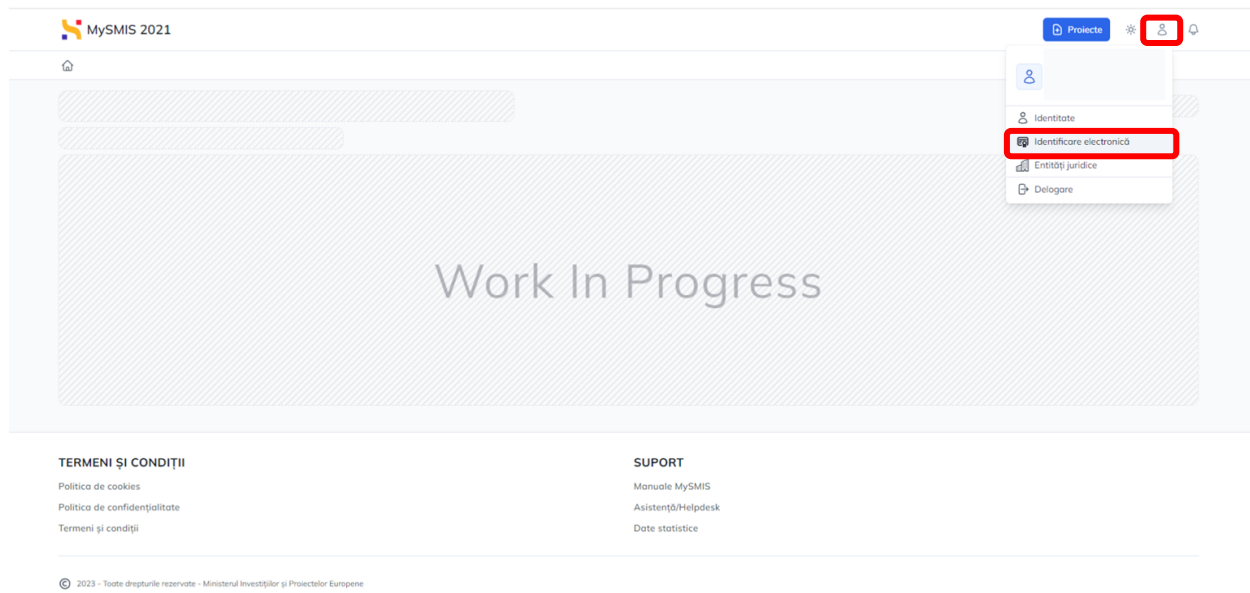 MySMIS 2021
Proiecte
Identitate
Identificare electronică
Entități juridice
Delogare
Work In Progress
TERMENI ȘI CONDIȚII
Politica de cookies
Politica de confidențialitate
Termeni și condiții
SUPORT
Manuale MySMIS
Asistență/Helpdesk
Date statistice
© 2023 - Toate drepturile rezervate - Ministerul Investițiilor și Proiectelor Europene